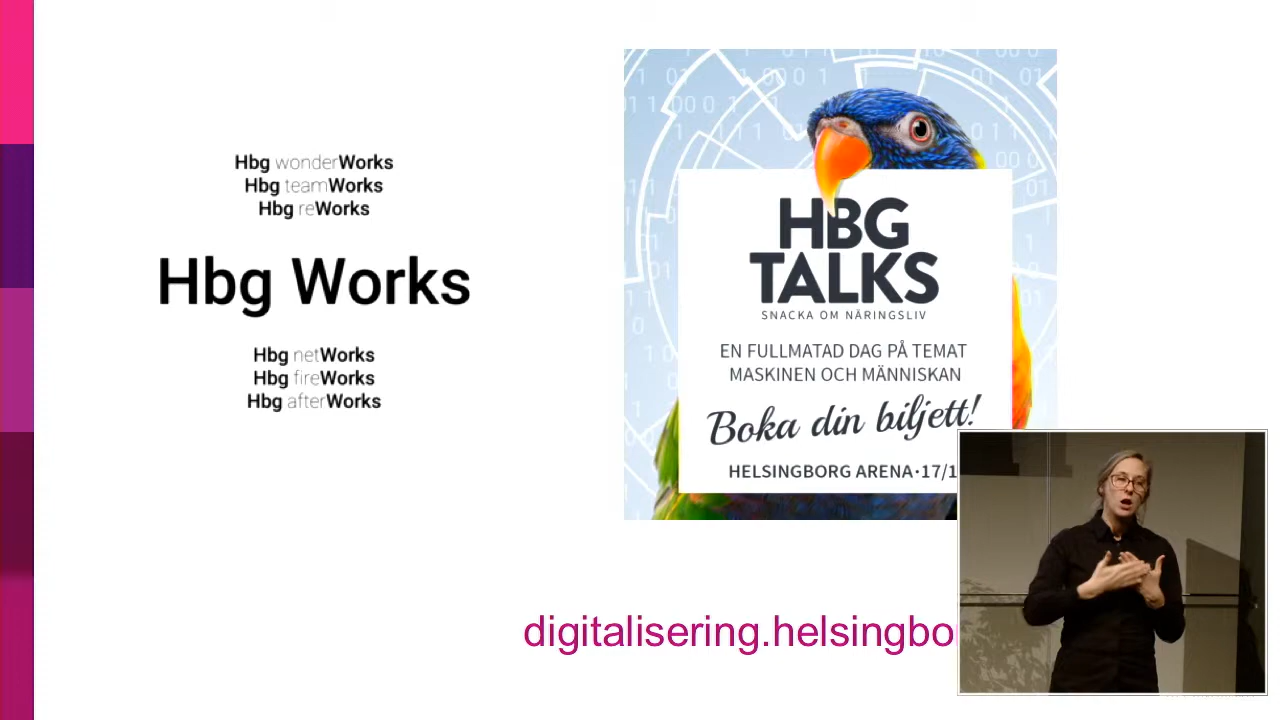 Hbg wonderWorks
Hbg teamWorks
Hbg reWorks
Hbg Works
Hbg netWorks
Hbg fireWorks
Hbg afterWorks
HBG
TALKS
SNACKA OM NÄRINGSLIV
EN FULLMATAD DAG PÅ TEMAT
MASKINEN OCH MÄNNISKAN
Boka din biljett!
HELSINGBORG ARENA·17/1
digitalisering.helsingbo